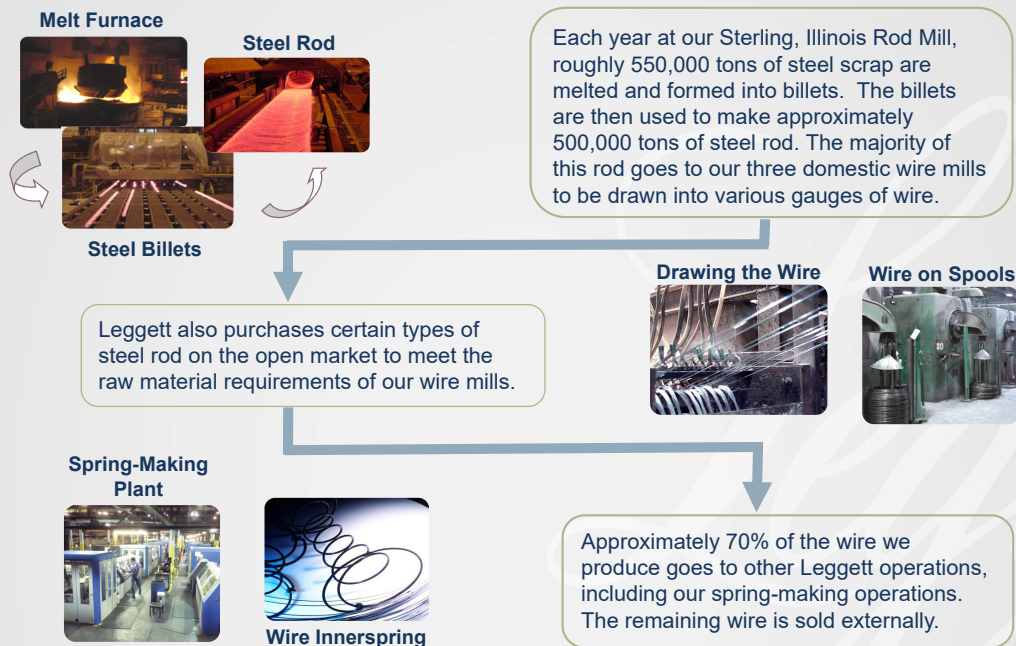 Melt Furnace
Steel Rod
Steel Billets
Each year at our Sterling, Illinois Rod Mill,
roughly 550,000 tons of steel scrap are
melted and formed into billets.  The billets
are then used to make approximately
500,000 tons of steel rod. The majority of
this rod goes to our three domestic wire mills
to be drawn into various gauges of wire.
Drawing the Wire
Wire on Spools
Leggett also purchases certain types of
steel rod on the open market to meet the
raw material requirements of our wire mills.
Spring-Making
Plant
Wire Innerspring
Approximately 70% of the wire we
produce goes to other Leggett operations,
including our spring-making operations.
The remaining wire is sold externally.